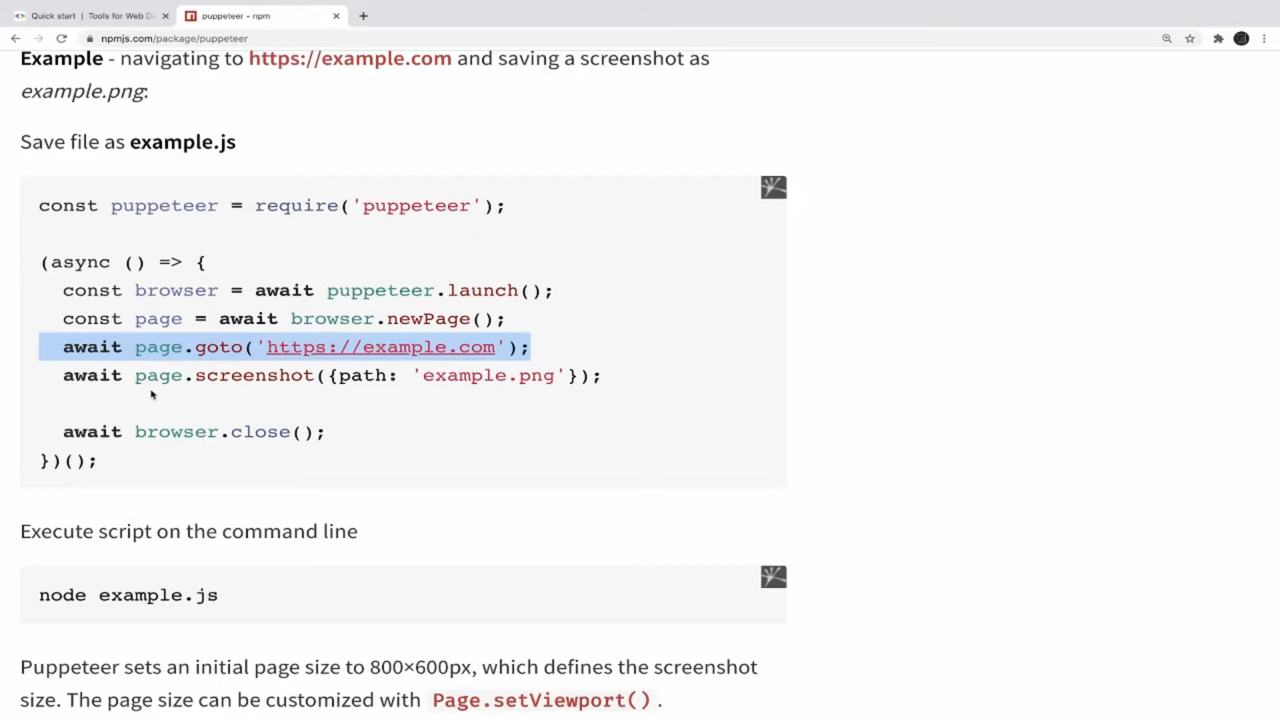 Quick start | Tools for Web De
puppeteer - npm
npmjs.com/package/puppeteer
Example - navigating to https://example.com and saving a screenshot as
example.png:
Save file as example.js
const puppeteer = require('puppeteer');
(async () => {
const browser = await puppeteer.launch();
const page = await browser.newPage();
await page.goto('https://example.com');
await page.screenshot({path: 'example.png'});
await browser.close();
})();
Execute script on the command line
node example.js
Puppeteer sets an initial page size to 800×600px, which defines the screenshot
size. The page size can be customized with Page.setViewport() .